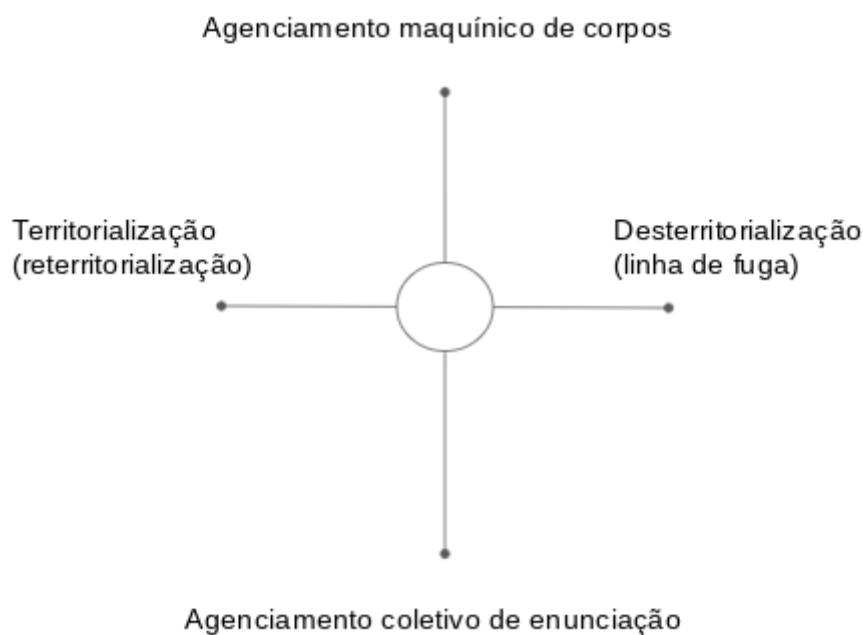 Agenciamento maquínico de corpos
Territorialização
(reterritorialização)
Desterritorialização
(linha de fuga)
Agenciamento coletivo de enunciação